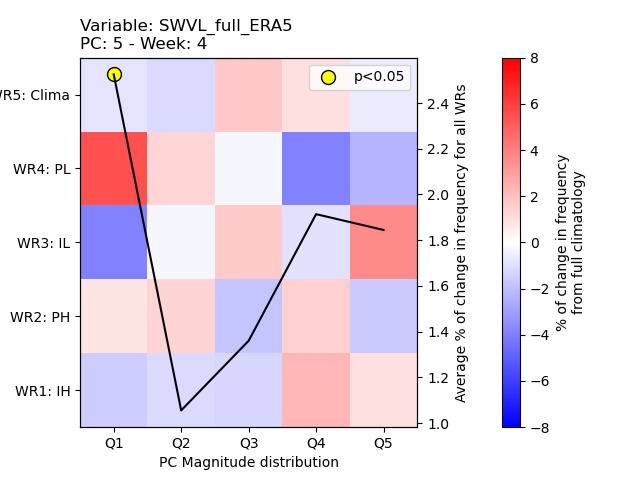 Variable: SWVL_full_ERA5
PC: 5 - Week: 4
p<0.05
WR5: Clima
WR4: PL
WR3: IL
WR2: PH
WR1: IH
Q1 Q2 Q3 Q4 Q5
PC Magnitude distribution
2.4
2.2
2.0
1.8
1.6
1.4
1.2
1.0
Average % of change in frequency for all WRs
8
6
4
2
0
−2
−4
−6
−8
% of change in frequency
from full climatology